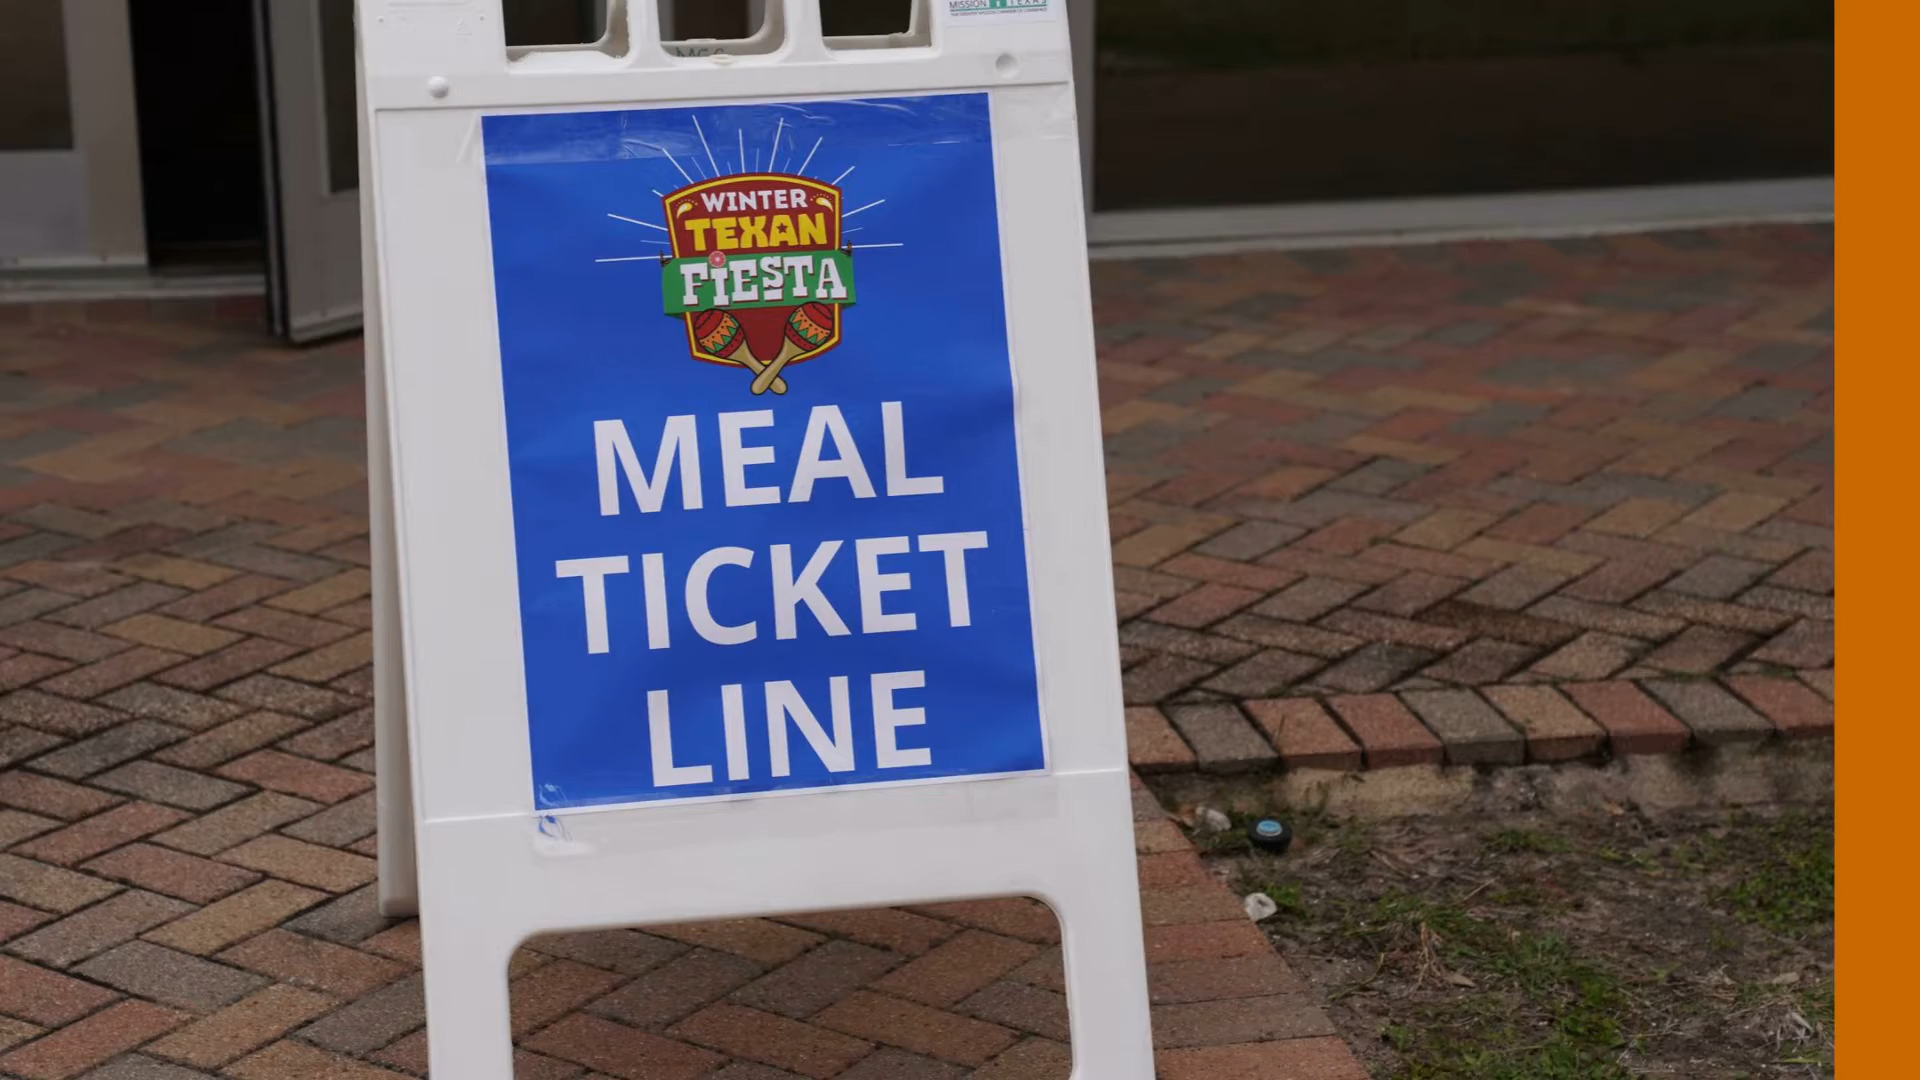 MISSION TEXAS
WINTER
TEXAN
FIESTA
MEAL
TICKET
LINE